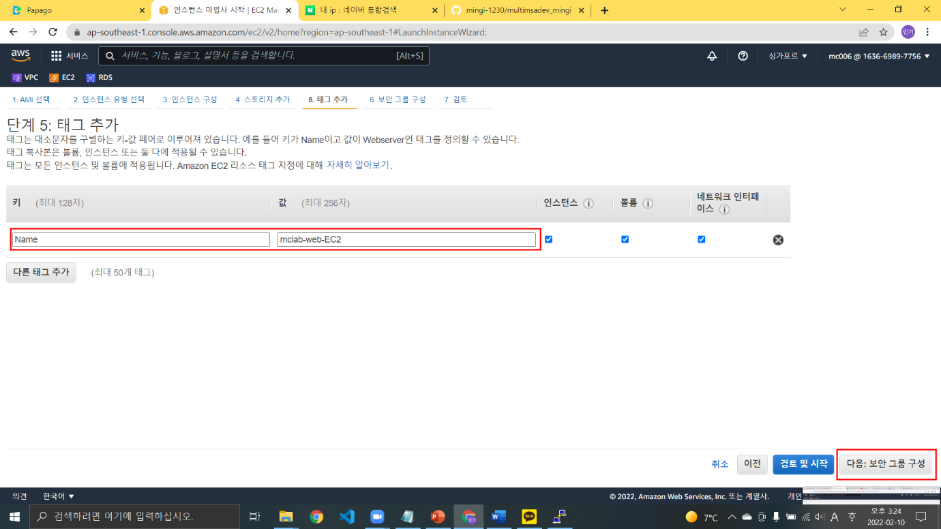 Papago
인스턴스 마법사 시작 | EC2 Ma
내 ip : 네이버 통합검색
mingi-1230/multimsadev_mingi
ap-southeast-1.console.aws.amazon.com/ec2/v2/home?region=ap-southeast-1#LaunchInstanceWizard:
민기
aws
서비스
서비스, 기능, 블로그, 설명서 등을 검색합니다.
[Alt+S]
싱가포르
mc006 @ 1636-6989-7756
VPC
EC2
RDS
1. AMI 선택
2. 인스턴스 유형 선택
3. 인스턴스 구성
4. 스토리지 추가
5. 태그 추가
6. 보안 그룹 구성
7. 검토
단계 5: 태그 추가
태그는 대소문자를 구별하는 키-값 페어로 이루어져 있습니다. 예를 들어 키가 Name이고 값이 Webserver인 태그를 정의할 수 있습니다.
태그 복사본은 볼륨, 인스턴스 또는 둘 다에 적용될 수 있습니다.
태그는 모든 인스턴스 및 볼륨에 적용됩니다. Amazon EC2 리소스 태그 지정에 대해 자세히 알아보기.
키 (최대 128자)
값 (최대 256자)
인스턴스
볼륨
네트워크 인터페
이스
Name
mclab-web-EC2
다른 태그 추가
(최대 50개 태그)
취소
이전
검토 및 시작
다음: 보안 그룹 구성
의견
한국어
© 2022, Amazon Web Services, Inc. 또는 계열사.
개인
검색하려면 여기에 입력하십시오.
7°C
A
오후 3:24
2022-02-10